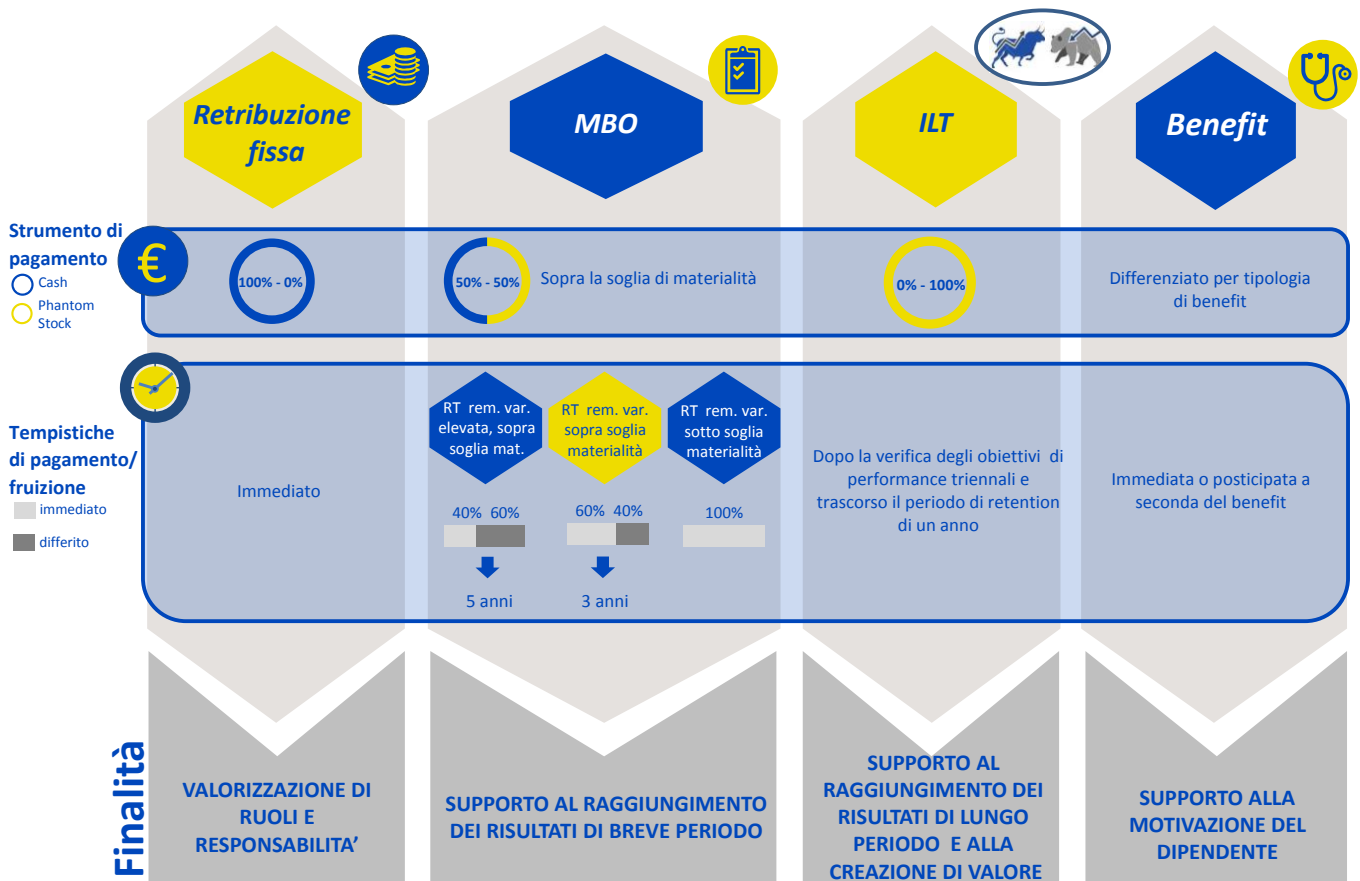 Retribuzione
fissa
MBO
ILT
Benefit
Strumento di
pagamento
Cash
Phantom
Stock
€
100% - 0%
50% - 50%
Sopra la soglia di materialità
0% - 100%
Differenziato per tipologia
di benefit
Tempistiche
di pagamento/
fruizione
immediato
differito
Immediato
RT rem. var.
elevata, sopra
soglia mat.
RT rem. var.
sopra soglia
materialità
RT rem. var.
sotto soglia
materialità
40% 60%
60% 40%
100%
5 anni
3 anni
Dopo la verifica degli obiettivi di
performance triennali e
trascorso il periodo di retention
di un anno
Immediata o posticipata a
seconda del benefit
Finalità
VALORIZZAZIONE DI
RUOLI E
RESPONSABILITA’
SUPPORTO AL RAGGIUNGIMENTO
DEI RISULTATI DI BREVE PERIODO
SUPPORTO AL
RAGGIUNGIMENTO DEI
RISULTATI DI LUNGO
PERIODO E ALLA
CREAZIONE DI VALORE
SUPPORTO ALLA
MOTIVAZIONE DEL
DIPENDENTE